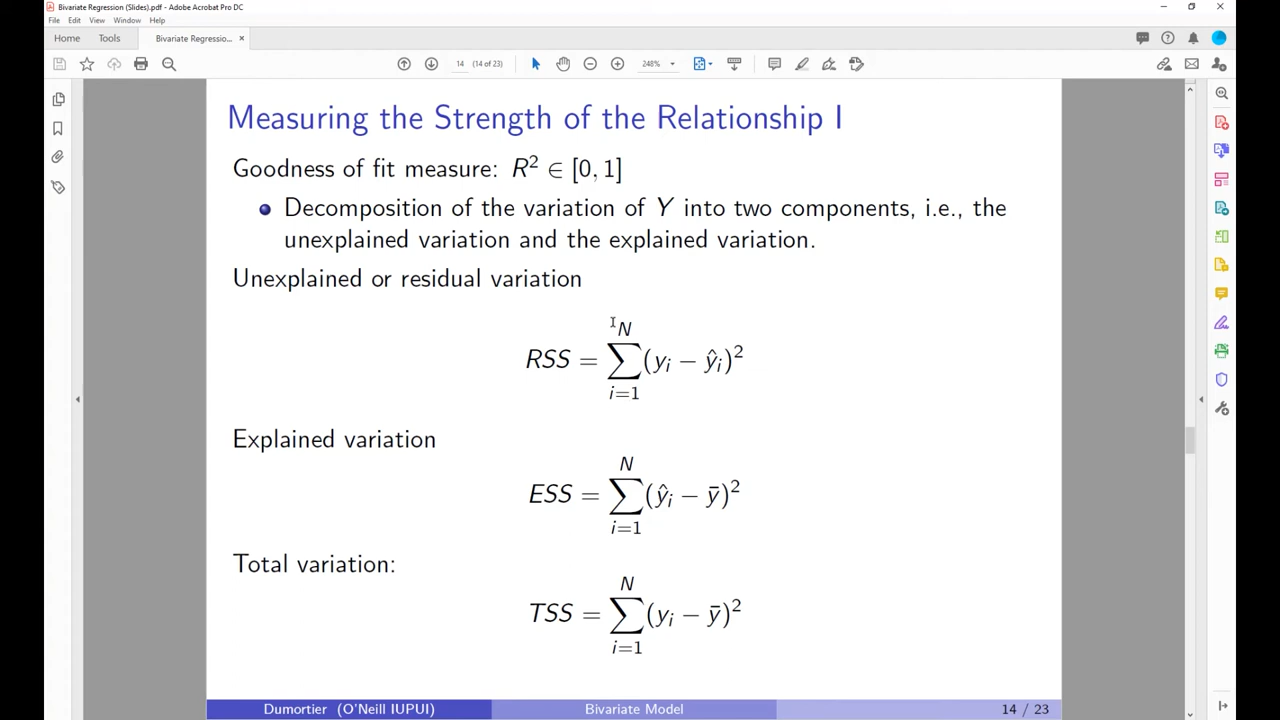 Bivariate Regression (Slides).pdf - Adobe Acrobat Pro DC
File Edit View Window Help
Home Tools Bivariate Regressio... ×
14 (14 of 23) 248%
Measuring the Strength of the Relationship I
Goodness of fit measure: R² ∈ [0, 1]
Decomposition of the variation of Y into two components, i.e., the
unexplained variation and the explained variation.
Unexplained or residual variation
RSS = ∑_{i=1}^{N} (y_i − ŷ_i)²
Explained variation
ESS = ∑_{i=1}^{N} (ŷ_i − ȳ)²
Total variation:
TSS = ∑_{i=1}^{N} (y_i − ȳ)²
Dumortier (O'Neill IUPUI) Bivariate Model 14 / 23